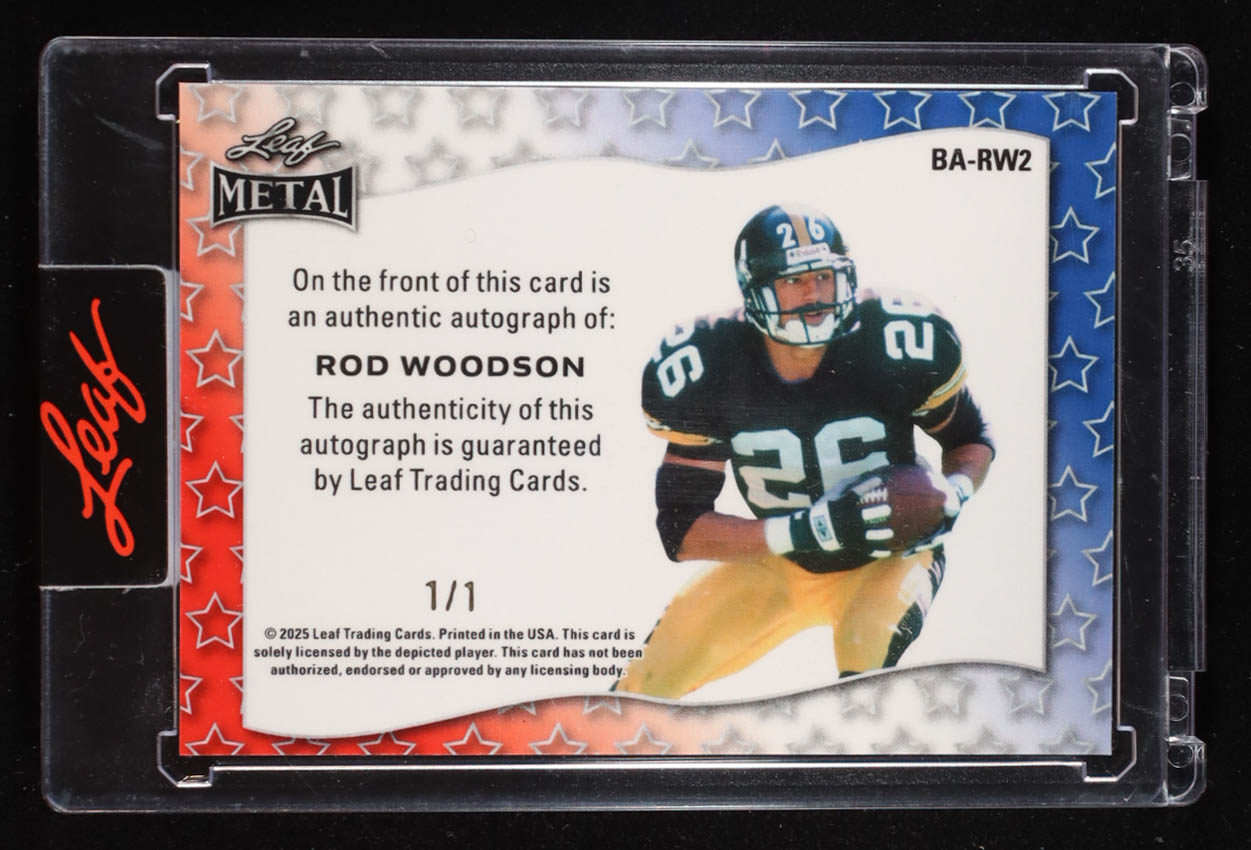 Leaf
METAL
BA-RW2
On the front of this card is
an authentic autograph of:
ROD WOODSON
The authenticity of this
autograph is guaranteed
by Leaf Trading Cards.
1/1
© 2025 Leaf Trading Cards. Printed in the USA. This card is
solely licensed by the depicted player. This card has not been
authorized, endorsed or approved by any licensing body.
Leaf
26
Riddell
26
26
26
35